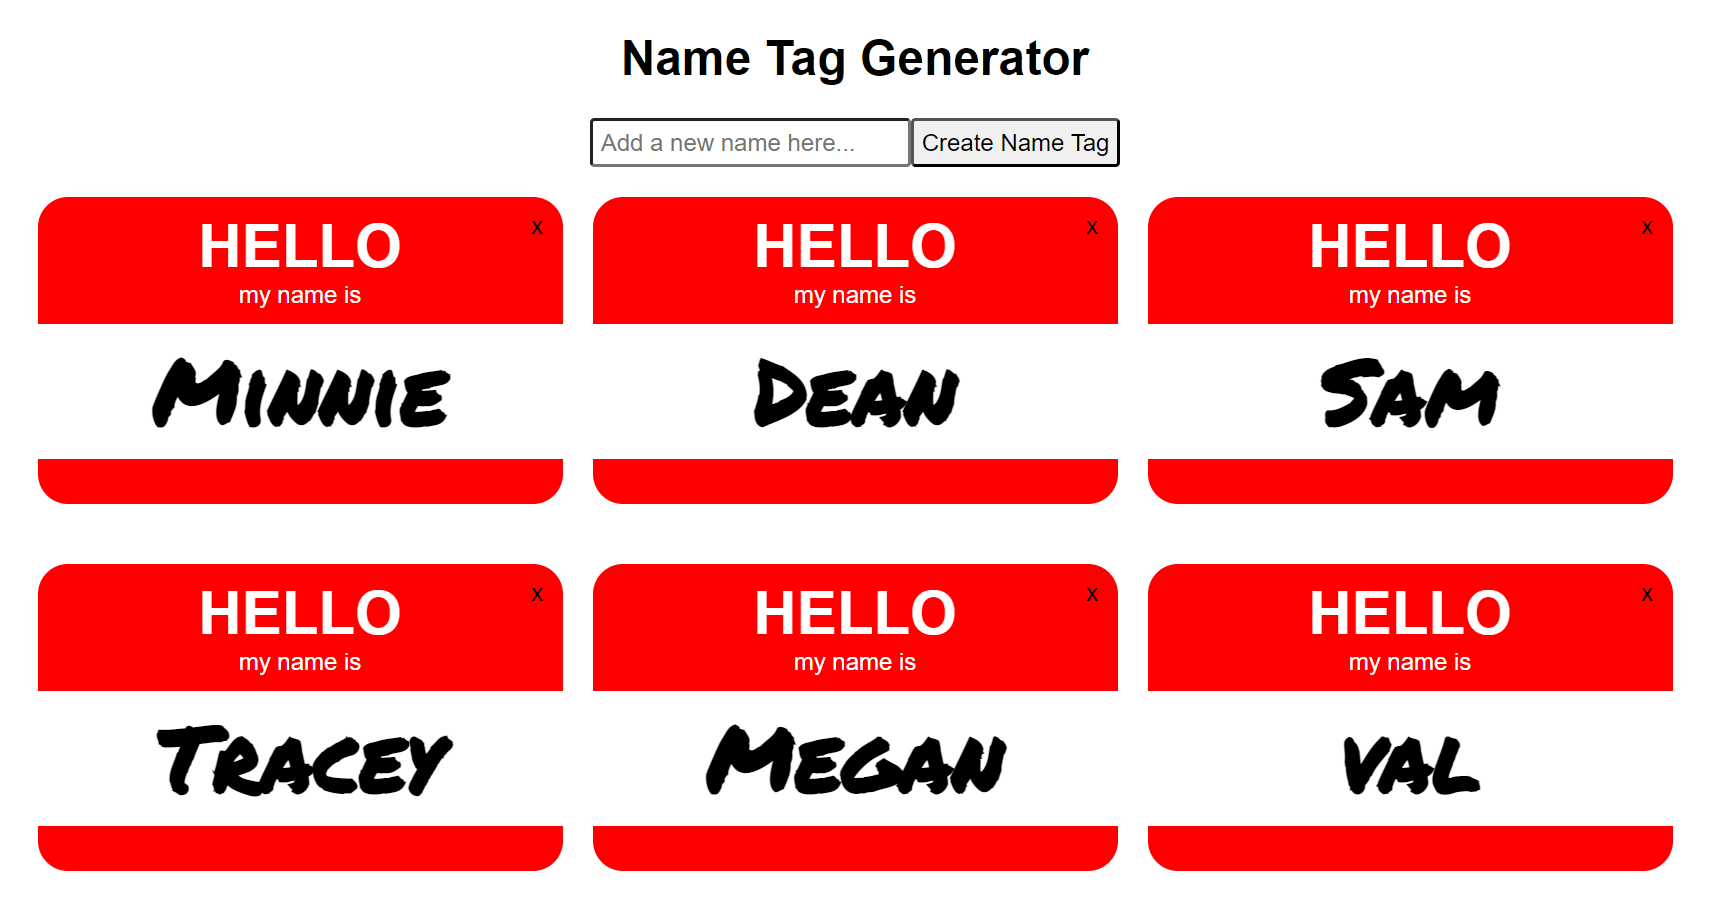 Name Tag Generator
Add a new name here... Create Name Tag
HELLO x
my name is
Minnie
HELLO x
my name is
Dean
HELLO x
my name is
Sam
HELLO x
my name is
Tracey
HELLO x
my name is
Megan
HELLO x
my name is
val